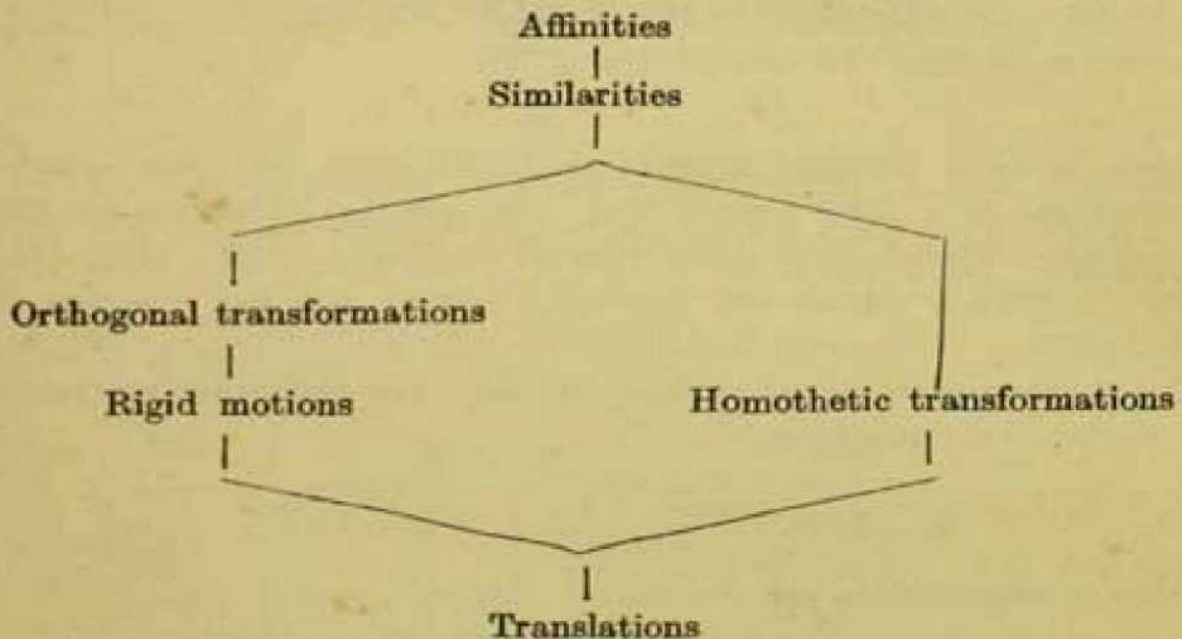 Affinities
Similarities
Orthogonal transformations
Rigid motions
Homothetic transformations
Translations